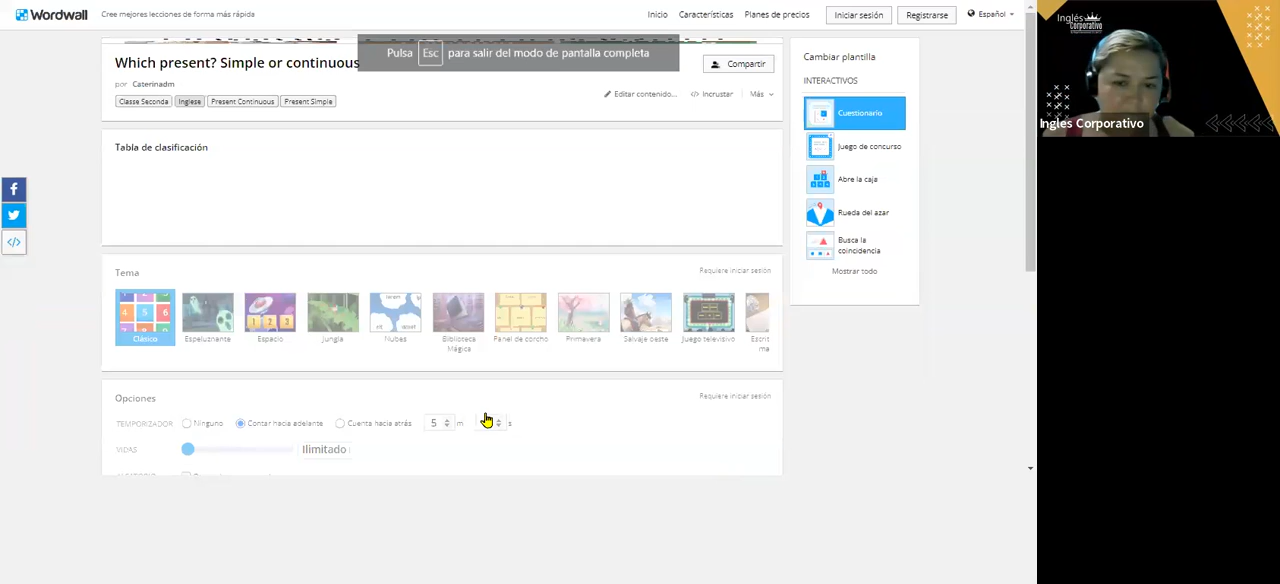 Wordwall
Cree mejores lecciones de forma más rápida
Inicio
Características
Planes de precios
Iniciar sesión
Registrarse
Español
Pulsa Esc para salir del modo de pantalla completa
Which present? Simple or continuous
Compartir
por Caterinadm
Classe Seconda
Inglese
Present Continuous
Present Simple
Editar contenido...
Incrustar
Más
Tabla de clasificación
Tema
Requiere iniciar sesión
Clásico
Espeluznante
Espacio
Jungla
Nubes
Biblioteca
Mágica
Panel de corcho
Primavera
Salvaje oeste
Juego televisivo
Escrit
ma
Opciones
Requiere iniciar sesión
TEMPORIZADOR
Ninguno
Contar hacia adelante
Cuenta hacia atrás
5 m
s
VIDAS
Ilimitado
Cambiar plantilla
INTERACTIVOS
Cuestionario
Juego de concurso
Abre la caja
Rueda del azar
Busca la
coincidencia
Mostrar todo
Inglés
Corporativo
Ingles Corporativo